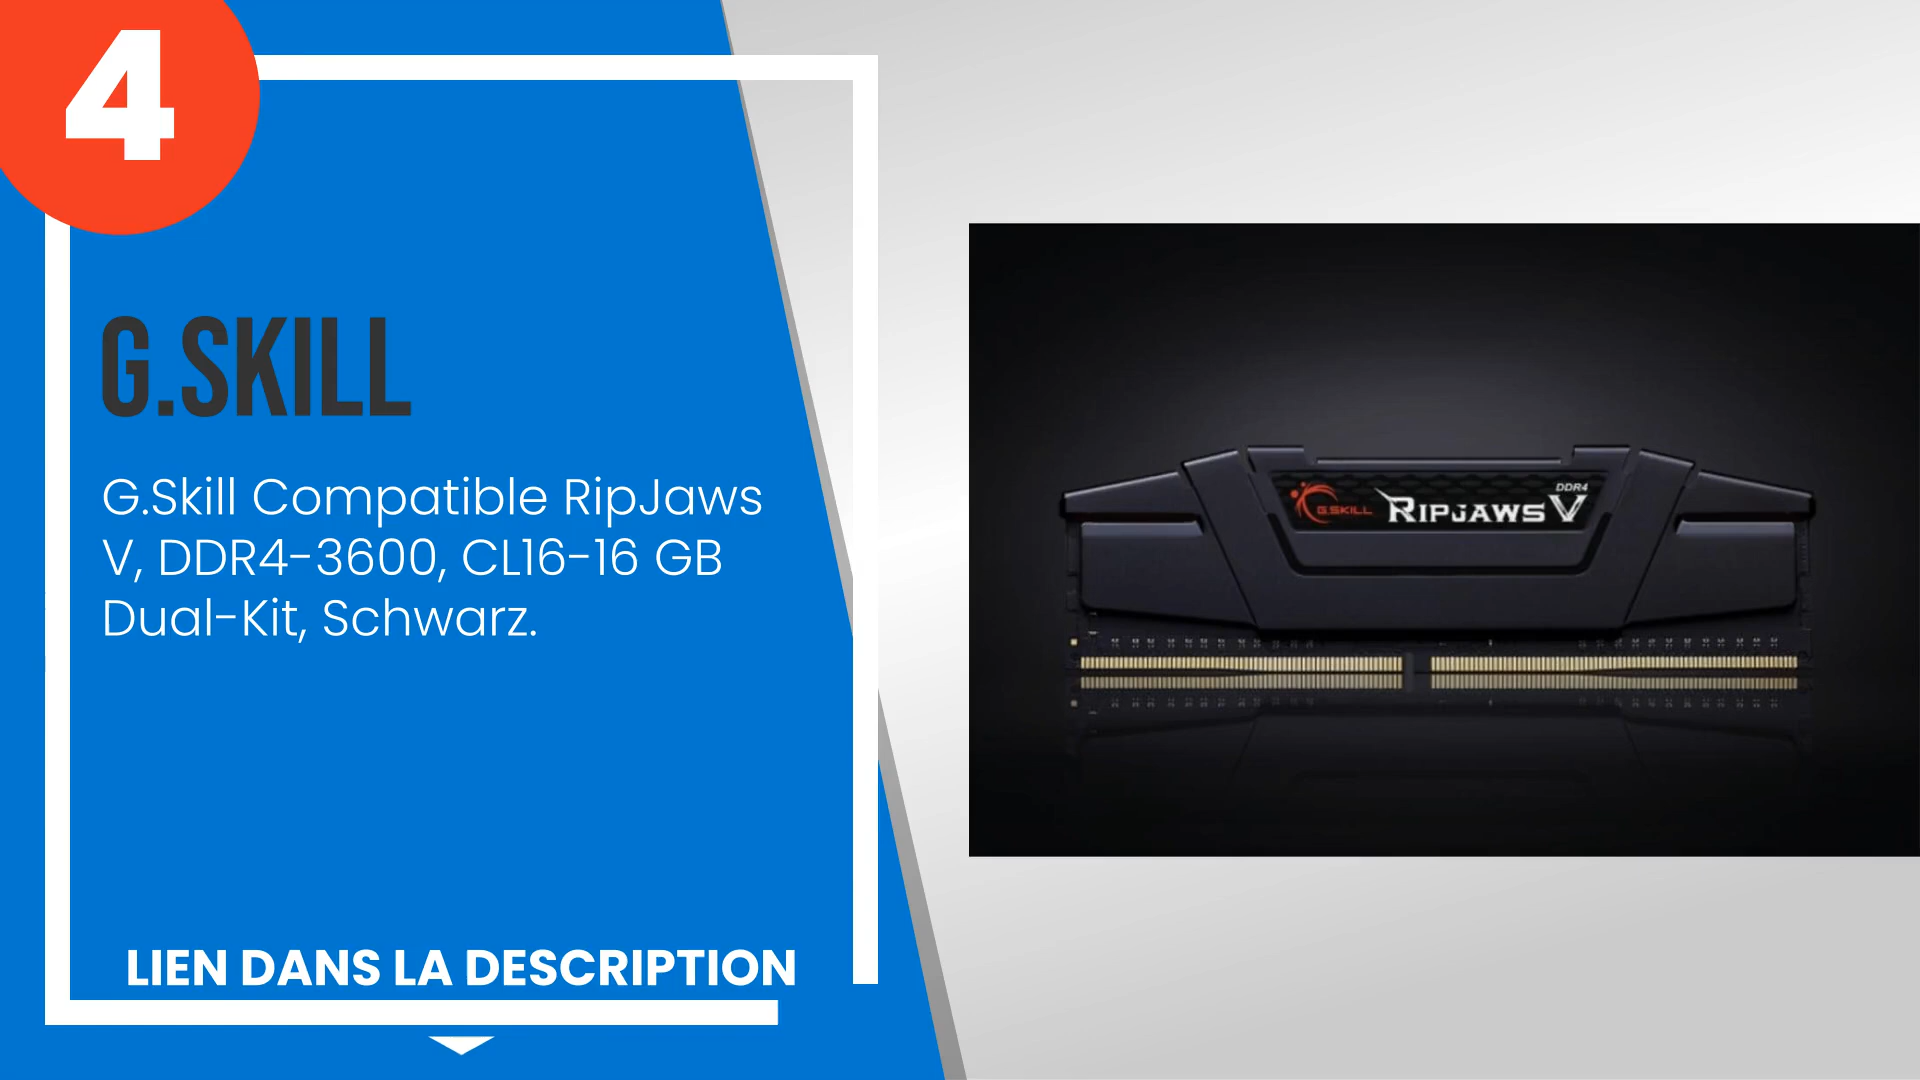 4
G.SKILL
G.Skill Compatible RipJaws
V, DDR4-3600, CL16-16 GB
Dual-Kit, Schwarz.
LIEN DANS LA DESCRIPTION
G.SKILL RIPJAWS V DDR4